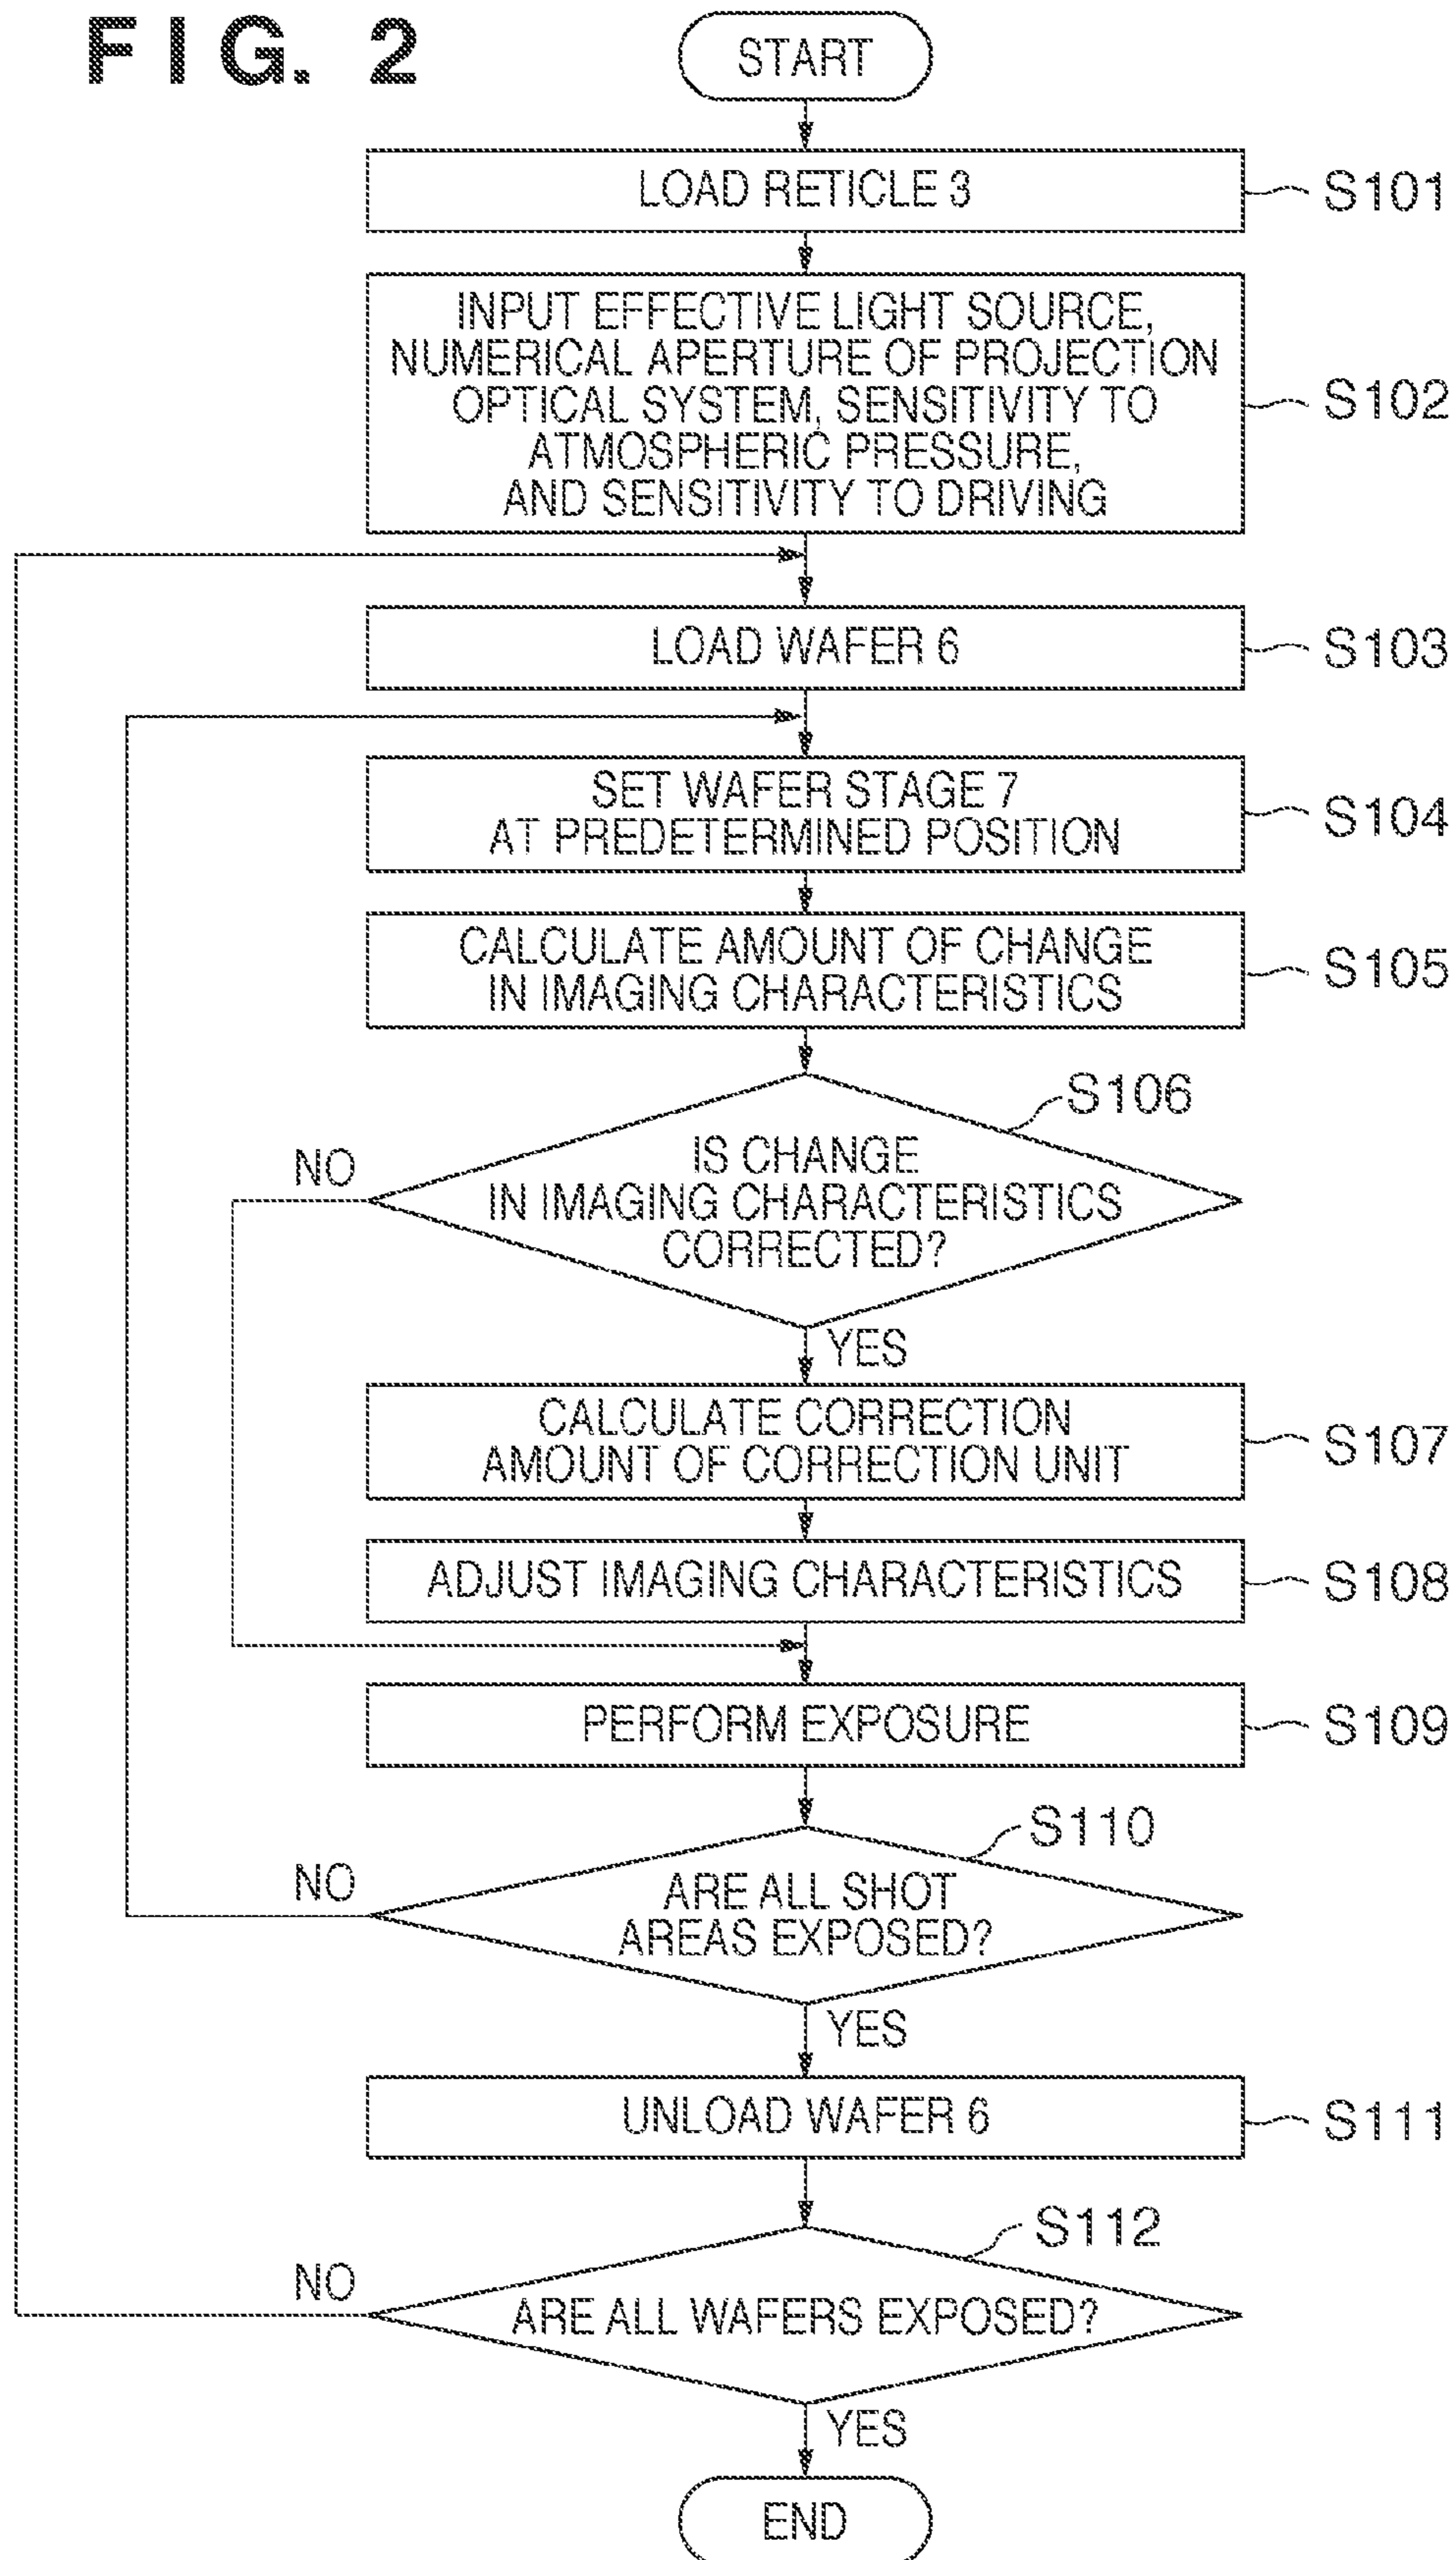 FIG. 2
START
LOAD RETICLE 3
S101
INPUT EFFECTIVE LIGHT SOURCE,
NUMERICAL APERTURE OF PROJECTION
OPTICAL SYSTEM, SENSITIVITY TO
ATMOSPHERIC PRESSURE,
AND SENSITIVITY TO DRIVING
S102
LOAD WAFER 6
S103
SET WAFER STAGE 7
AT PREDETERMINED POSITION
S104
CALCULATE AMOUNT OF CHANGE
IN IMAGING CHARACTERISTICS
S105
S106
IS CHANGE
IN IMAGING CHARACTERISTICS
CORRECTED?
NO
YES
CALCULATE CORRECTION
AMOUNT OF CORRECTION UNIT
S107
ADJUST IMAGING CHARACTERISTICS
S108
PERFORM EXPOSURE
S109
S110
ARE ALL SHOT
AREAS EXPOSED?
NO
YES
UNLOAD WAFER 6
S111
S112
ARE ALL WAFERS EXPOSED?
NO
YES
END